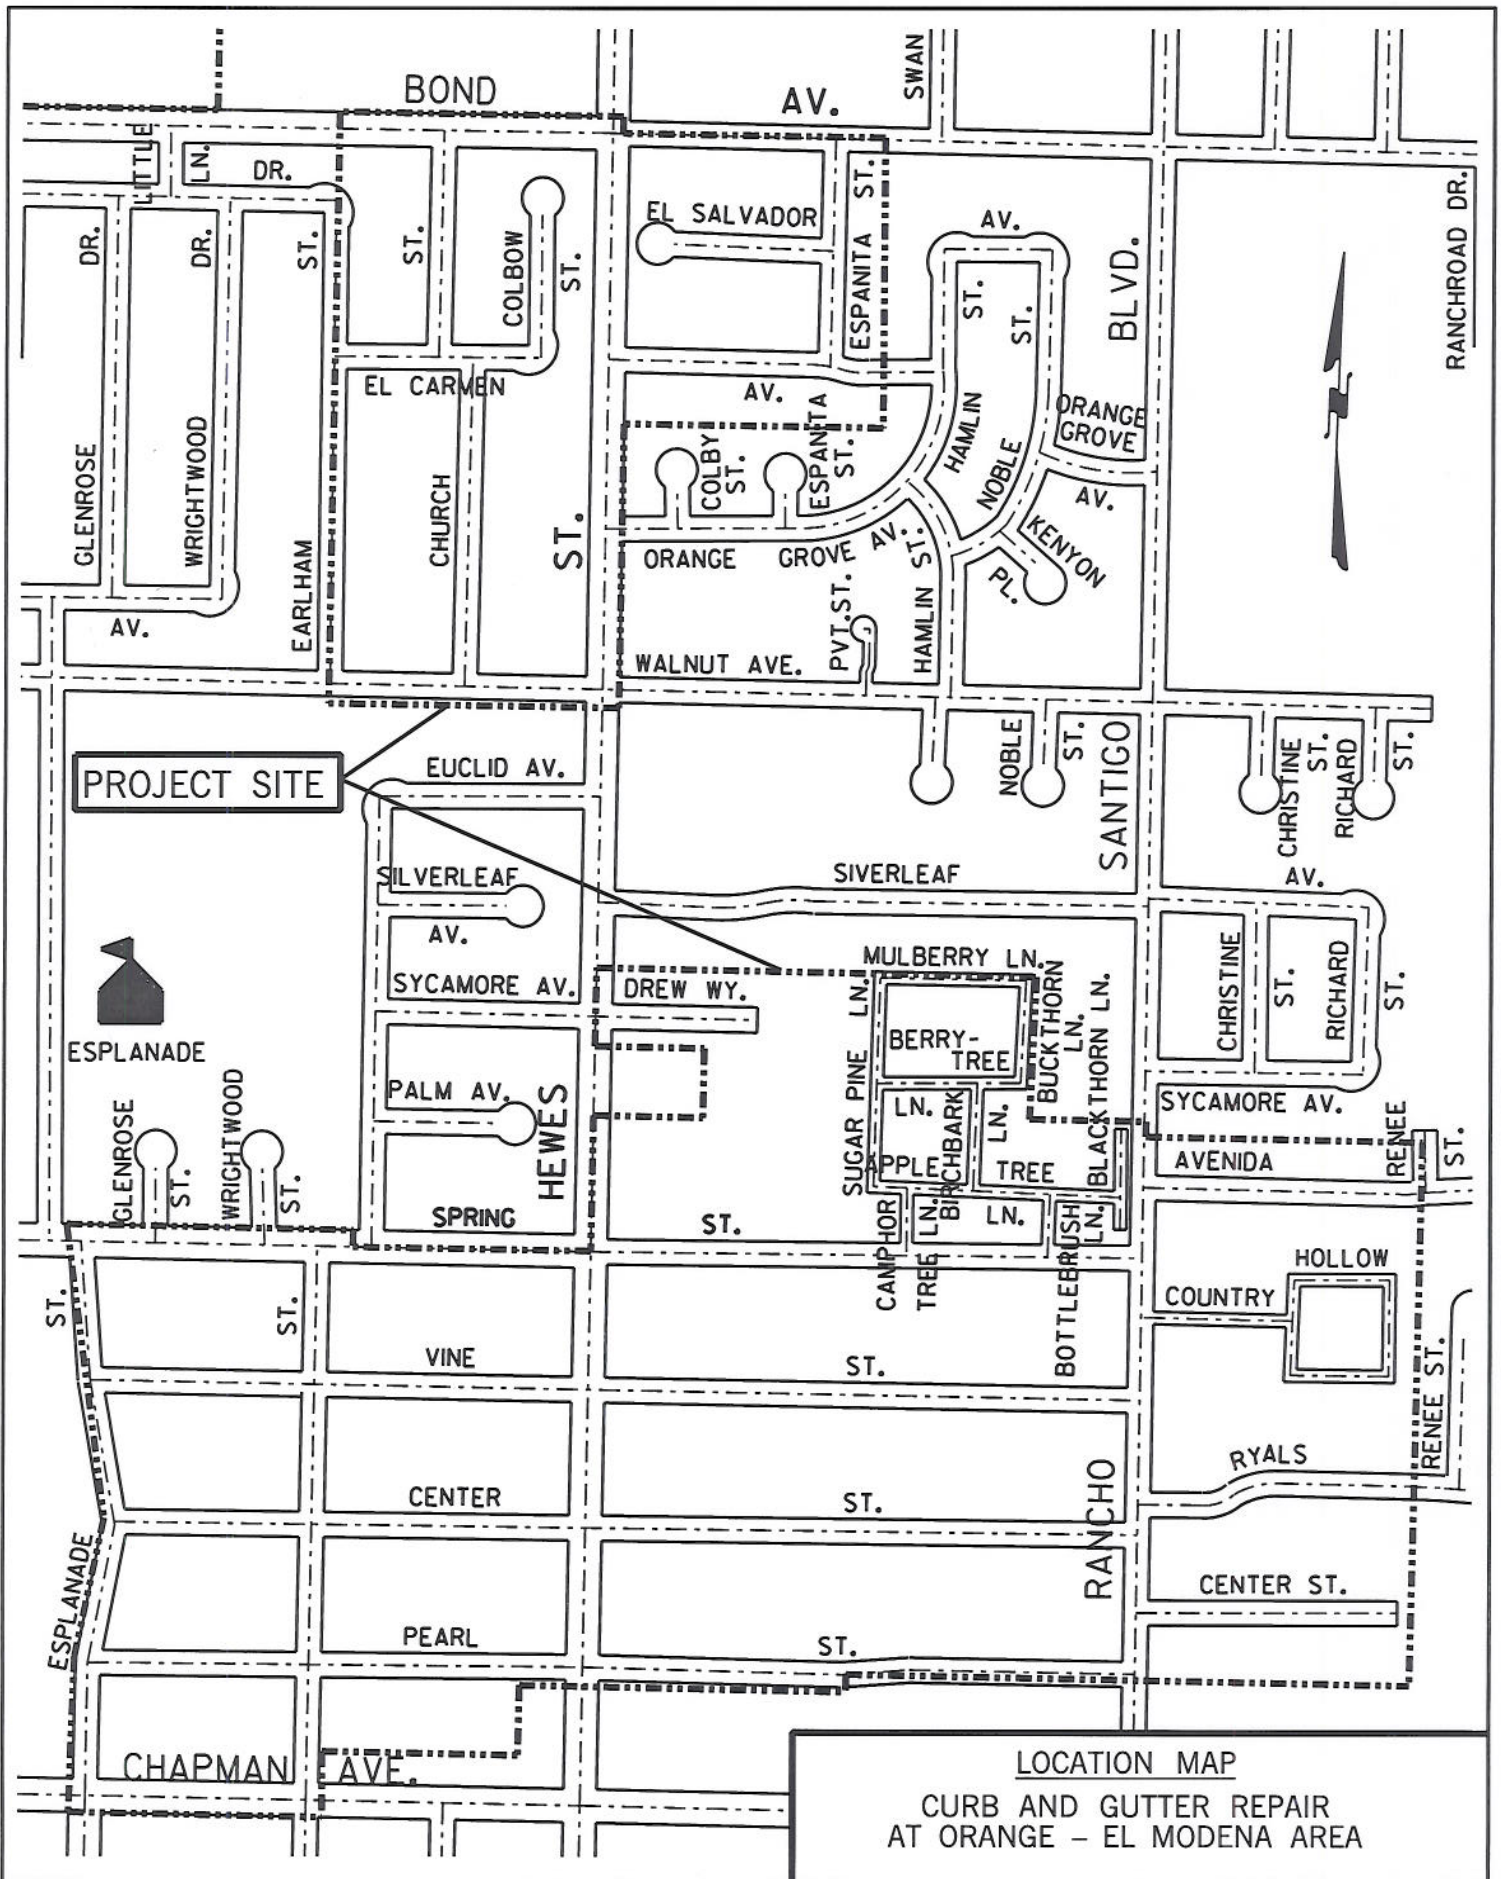 BOND
AV.
SWAN
LITTLE
LN.
DR.
DR.
DR.
ST.
ST.
COLBOW
ST.
EL SALVADOR
ESPANITA ST.
AV.
ST.
ST.
BLVD.
RANCHROAD DR.
EL CARMEN
AV.
GLENROSE
WRIGHTWOOD
EARLHAM
CHURCH
ST.
COLBY
ST.
ESPANITA
ST.
HAMLIN
NOBLE
ORANGE
GROVE
AV.
ORANGE
GROVE
AV.
KENYON
PL.
HAMLIN ST.
PVT.ST.
AV.
WALNUT AVE.
PROJECT SITE
EUCLID AV.
NOBLE
ST.
SANTIGO
CHRISTINE
ST.
RICHARD
ST.
SILVERLEAF
AV.
SIVERLEAF
AV.
SYCAMORE AV.
DREW WY.
MULBERRY LN.
SUGAR PINE LN.
BERRY-
TREE
LN.
BUCKTHORN
LN.
BLACKTHORN LN.
CHRISTINE
ST.
RICHARD
ST.
ESPLANADE
PALM AV.
HEWES
GLENROSE
ST.
WRIGHTWOOD
ST.
SPRING
ST.
APPLE
TREE
LN.
BIRCHBARK
LN.
CAMPHOR
TREE LN.
BOTTLEBRUSH
LN.
SYCAMORE AV.
AVENIDA
RENEE
ST.
HOLLOW
COUNTRY
ST.
ST.
VINE
ST.
RENEE ST.
RYALS
CENTER
ST.
RANCHO
CENTER ST.
ESPLANADE
PEARL
ST.
CHAPMAN
AVE.
LOCATION MAP
CURB AND GUTTER REPAIR
AT ORANGE – EL MODENA AREA